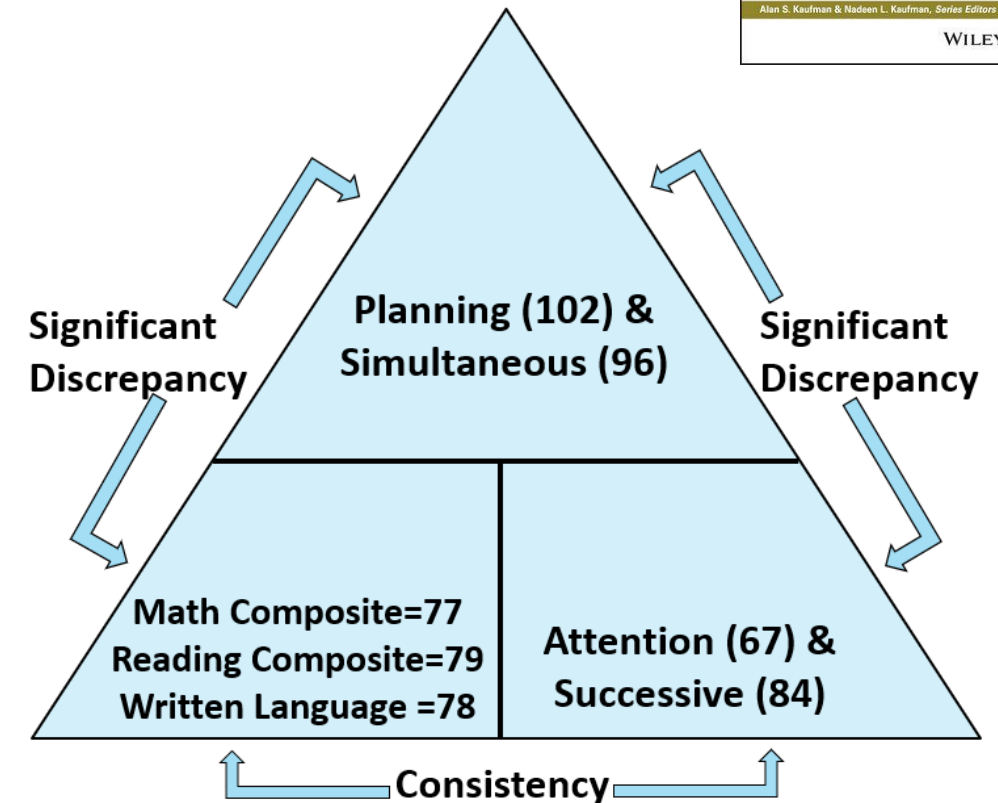 Alan S. Kaufman & Nadeen L. Kaufman, Series Editors
WILEY
Planning (102) &
Simultaneous (96)
Significant
Discrepancy
Significant
Discrepancy
Math Composite=77
Reading Composite=79
Written Language =78
Attention (67) &
Successive (84)
Consistency